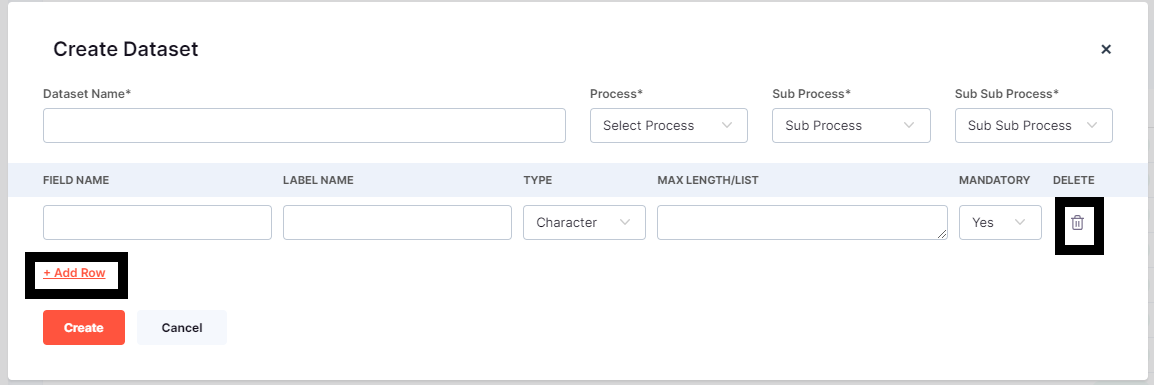 Create Dataset
Dataset Name* Process* Sub Process* Sub Sub Process*
Select Process Sub Process Sub Sub Process
FIELD NAME LABEL NAME TYPE MAX LENGTH/LIST MANDATORY DELETE
Character Yes
+ Add Row
Create Cancel